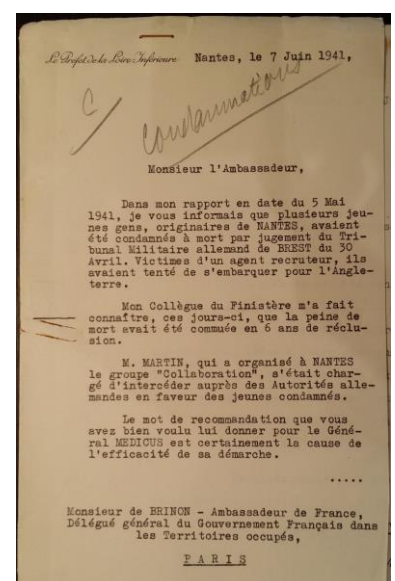 Le Préfet de la Loire Inférieure
Nantes, le 7 Juin 1941,
condamnations
Monsieur l'Ambassadeur,
Dans mon rapport en date du 5 Mai
1941, je vous informais que plusieurs jeu-
nes gens, originaires de NANTES, avaient
été condamnés à mort par jugement du Tri-
bunal Militaire allemand de BREST du 30
Avril. Victimes d'un agent recruteur, ils
avaient tenté de s'embarquer pour l'Angle-
terre.
Mon Collègue du Finistère m'a fait
connaître, ces jours-ci, que la peine de
mort avait été commuée en 6 ans de réclu-
sion.
M. MARTIN, qui a organisé à NANTES
le groupe "Collaboration", s'était char-
gé d'intercéder auprès des Autorités alle-
mandes en faveur des jeunes condamnés.
Le mot de recommandation que vous
avez bien voulu lui donner pour le Géné-
ral MEDICUS est certainement la cause de
l'efficacité de sa démarche.
.....
Monsieur de BRINON - Ambassadeur de France,
Délégué général du Gouvernement Français dans
les Territoires occupés,
P A R I S